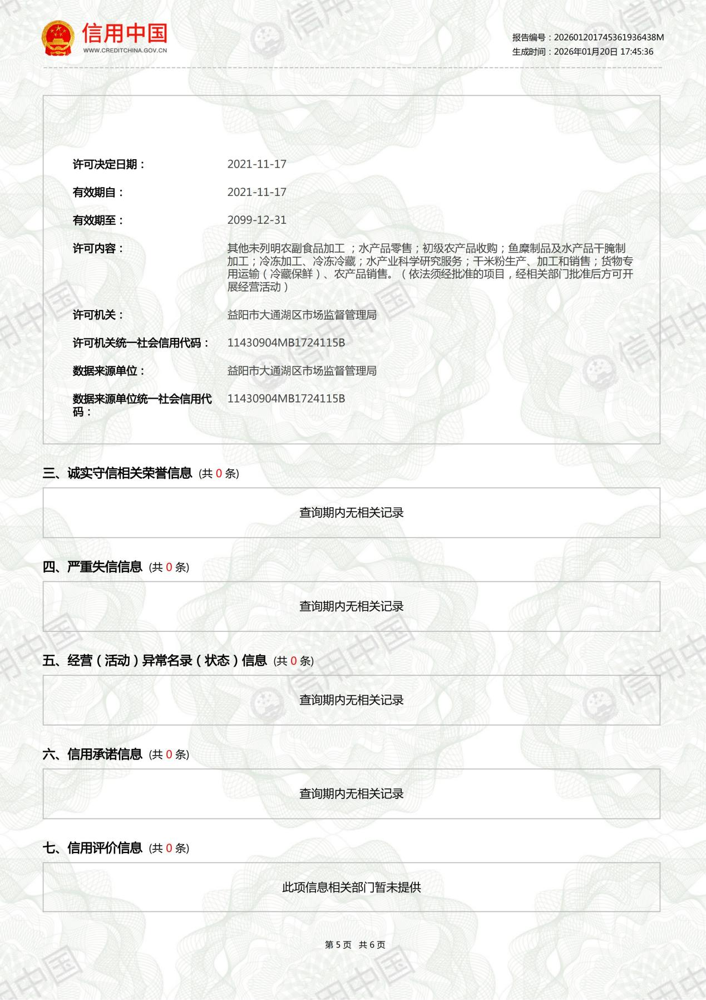 信用中国
WWW.CREDITCHINA.GOV.CN
报告编号：202601201745361936438M
生成时间：2026年01月20日 17:45:36
许可决定日期： 2021-11-17
有效期自： 2021-11-17
有效期至： 2099-12-31
许可内容： 其他未列明农副食品加工 ；水产品零售；初级农产品收购；鱼糜制品及水产品干腌制
加工；冷冻加工、冷冻冷藏；水产业科学研究服务；干米粉生产、加工和销售；货物专
用运输（冷藏保鲜）、农产品销售。（依法须经批准的项目，经相关部门批准后方可开
展经营活动）
许可机关： 益阳市大通湖区市场监督管理局
许可机关统一社会信用代码： 11430904MB1724115B
数据来源单位： 益阳市大通湖区市场监督管理局
数据来源单位统一社会信用代 11430904MB1724115B
码：
三、诚实守信相关荣誉信息 (共 0 条)
查询期内无相关记录
四、严重失信信息 (共 0 条)
查询期内无相关记录
五、经营（活动）异常名录（状态）信息 (共 0 条)
查询期内无相关记录
六、信用承诺信息 (共 0 条)
查询期内无相关记录
七、信用评价信息 (共 0 条)
此项信息相关部门暂未提供
第 5 页 共 6 页